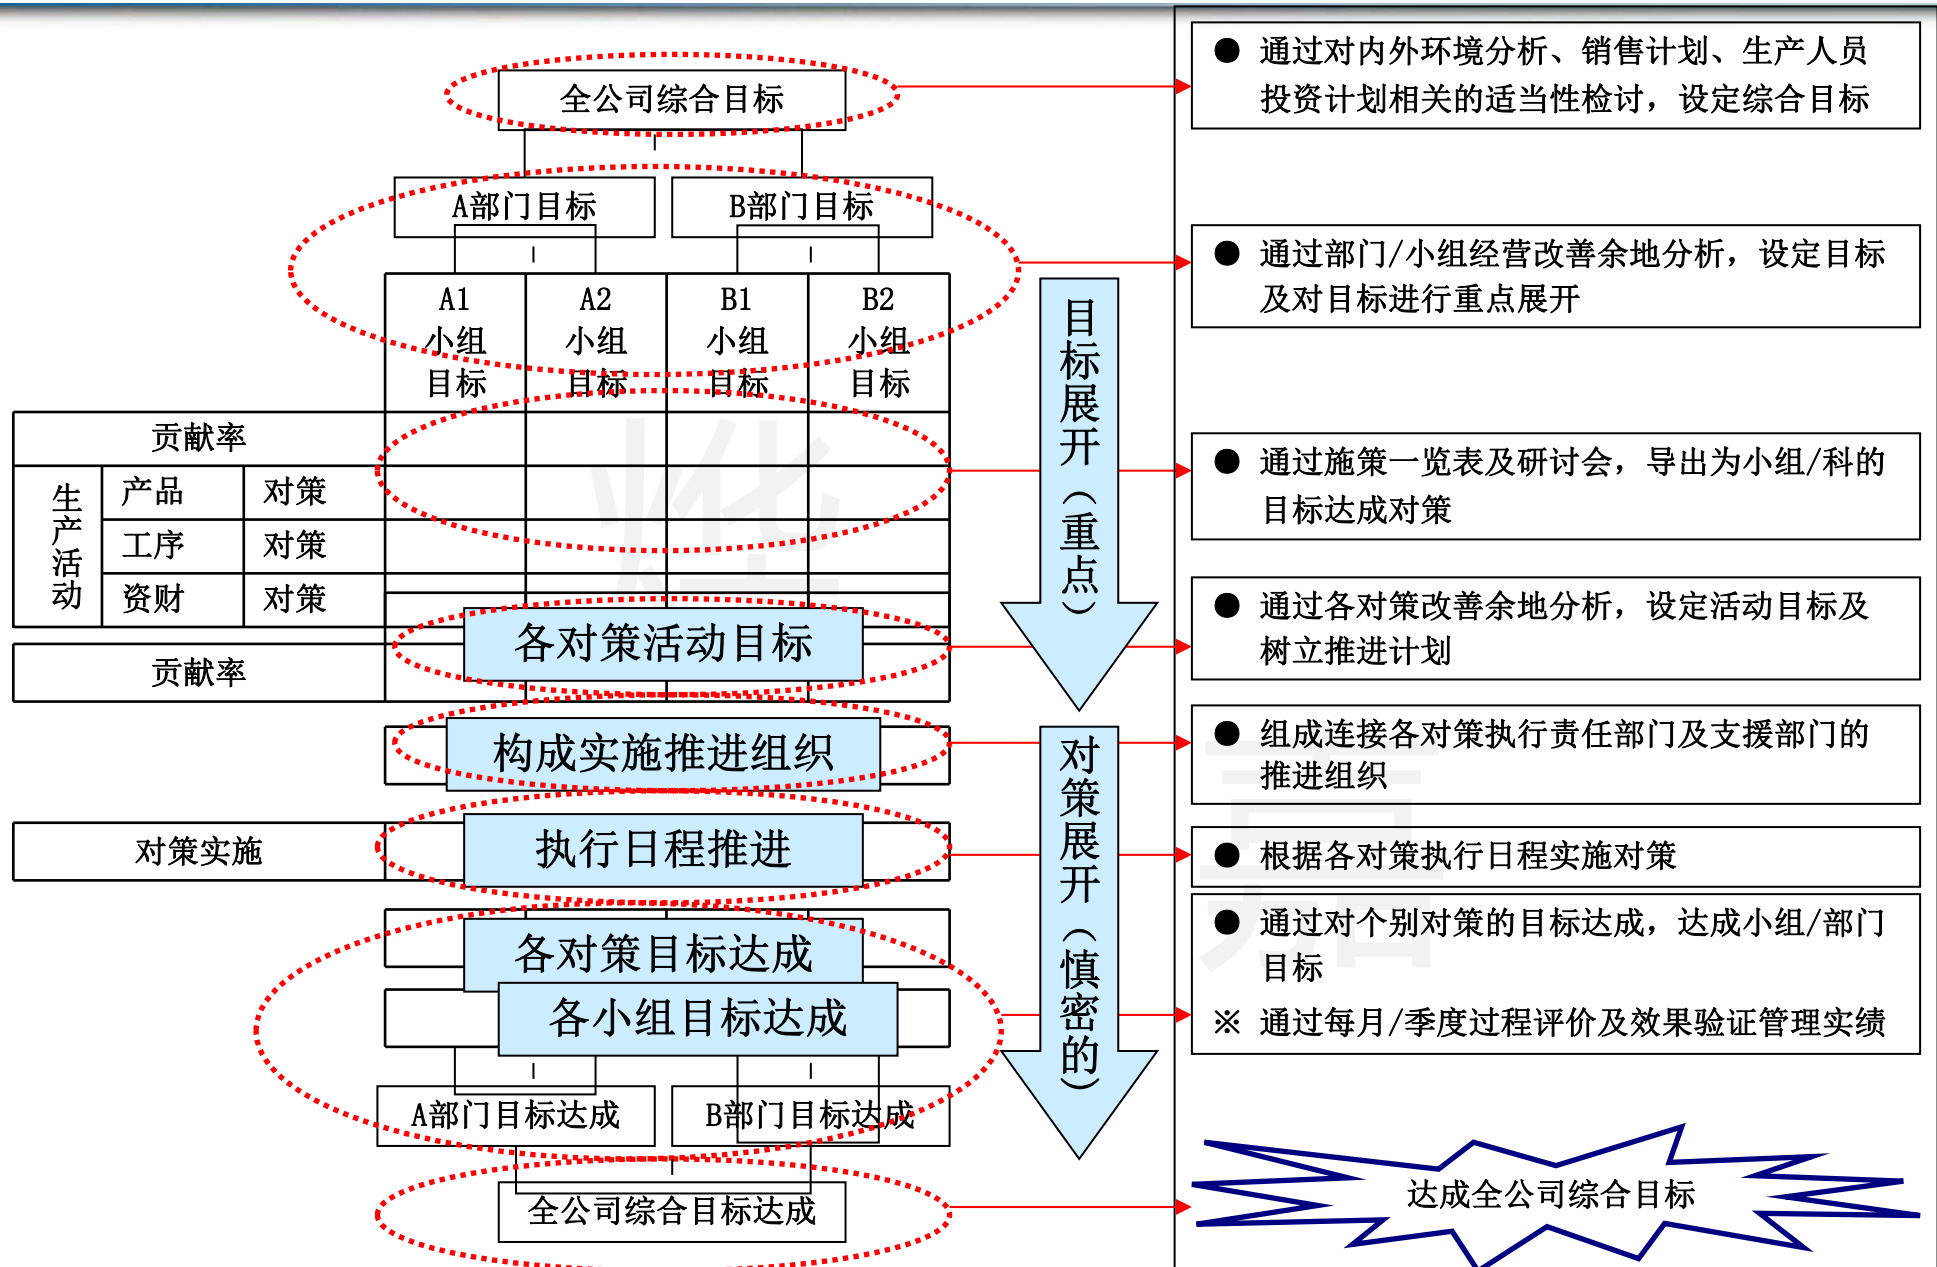 全公司综合目标
A部门目标
B部门目标
A1
小组
目标
A2
小组
目标
B1
小组
目标
B2
小组
目标
贡献率
生产活动
产品
对策
工序
对策
资财
对策
各对策活动目标
贡献率
构成实施推进组织
对策实施
执行日程推进
各对策目标达成
各小组目标达成
A部门目标达成
B部门目标达成
全公司综合目标达成
目标展开（重点）
对策展开（慎密的）
● 通过对内外环境分析、销售计划、生产人员
投资计划相关的适当性检讨，设定综合目标
● 通过部门/小组经营改善余地分析，设定目标
及对目标进行重点展开
● 通过施策一览表及研讨会，导出为小组/科的
目标达成对策
● 通过各对策改善余地分析，设定活动目标及
树立推进计划
● 组成连接各对策执行责任部门及支援部门的
推进组织
● 根据各对策执行日程实施对策
● 通过对个别对策的目标达成，达成小组/部门
目标
※ 通过每月/季度过程评价及效果验证管理实绩
达成全公司综合目标
烨
嘉